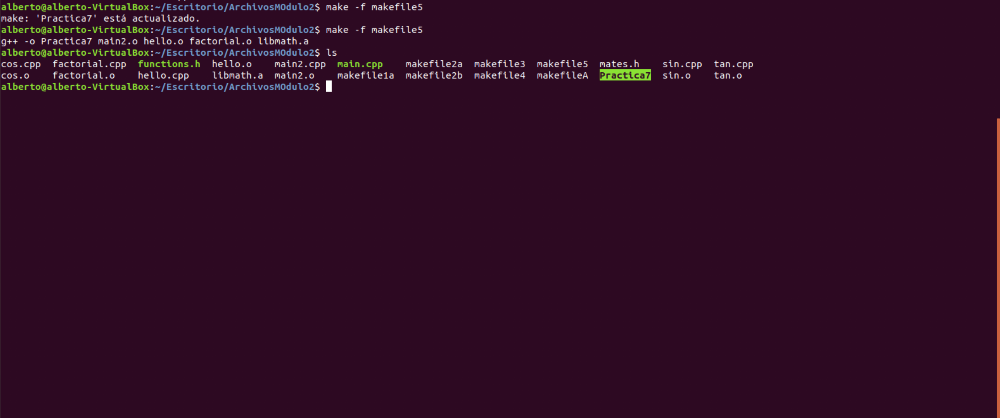 alberto@alberto-VirtualBox:~/Escritorio/ArchivosMOdulo2$ make -f makefile5
make: 'Practica7' está actualizado.
alberto@alberto-VirtualBox:~/Escritorio/ArchivosMOdulo2$ make -f makefile5
g++ -o Practica7 main2.o hello.o factorial.o libmath.a
alberto@alberto-VirtualBox:~/Escritorio/ArchivosMOdulo2$ ls
cos.cpp  factorial.cpp  functions.h  hello.o    main2.cpp  main.cpp    makefile2a  makefile3  makefile5  mates.h    sin.cpp  tan.cpp
cos.o    factorial.o    hello.cpp    libmath.a  main2.o    makefile1a  makefile2b  makefile4  makefileA  Practica7  sin.o    tan.o
alberto@alberto-VirtualBox:~/Escritorio/ArchivosMOdulo2$